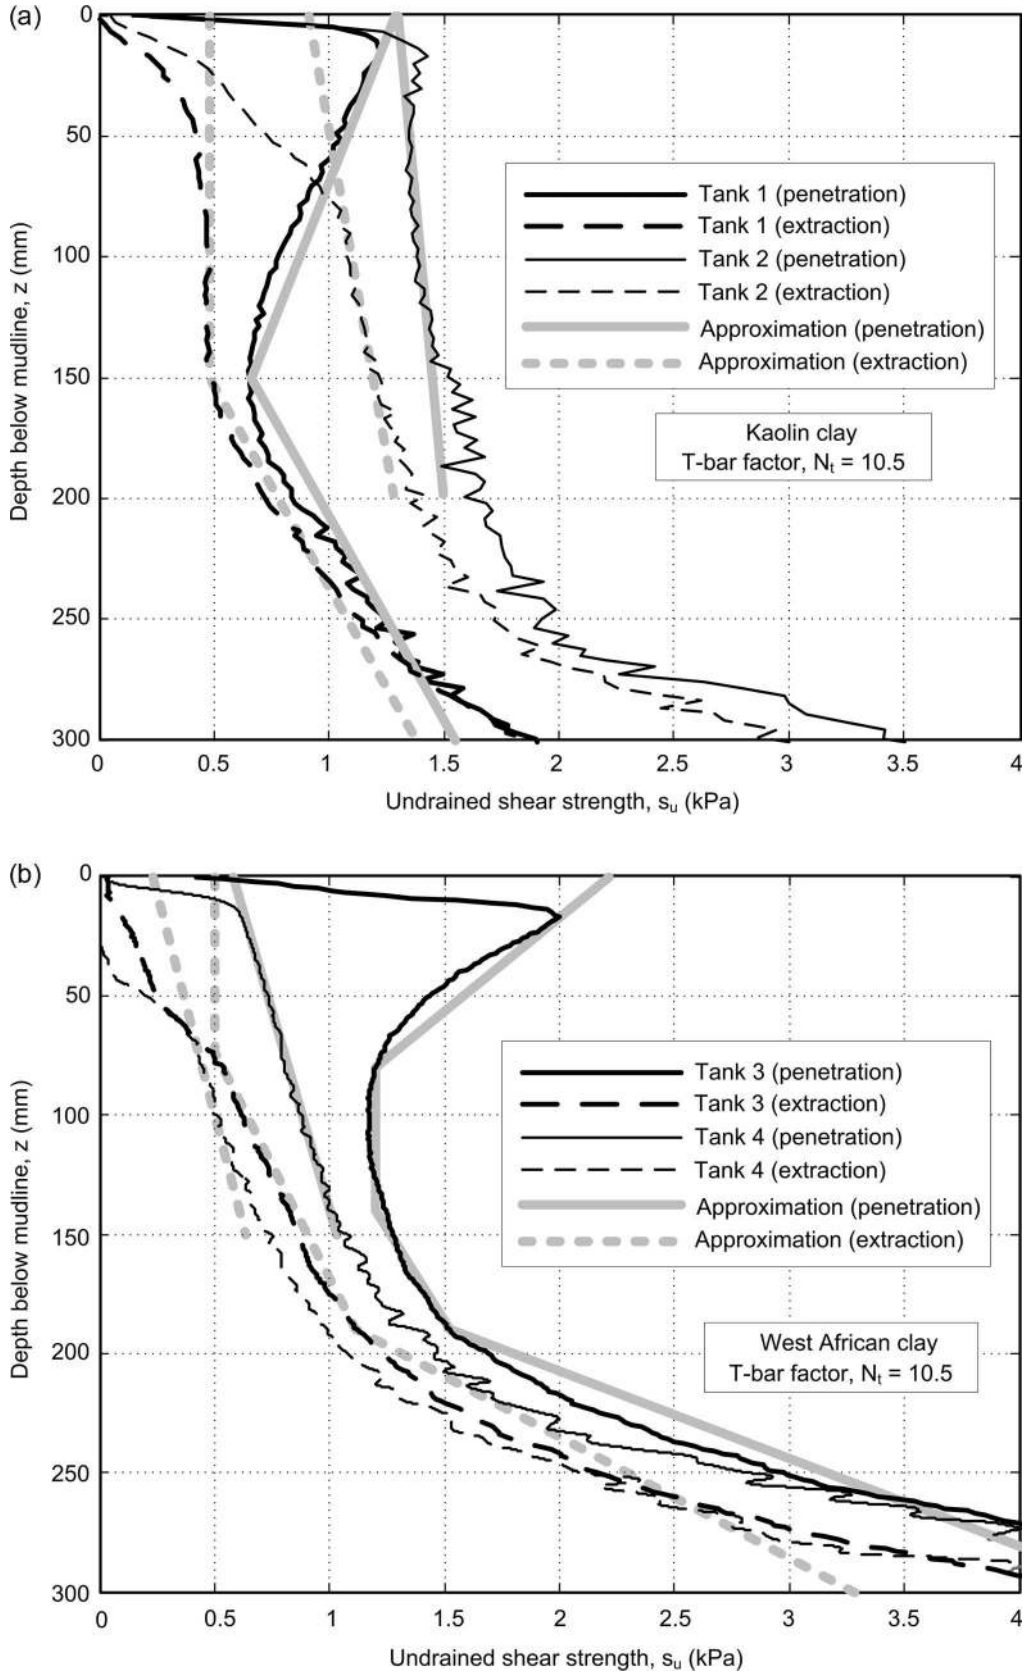 (a)
0
50
100
150
200
250
300
Depth below mudline, z (mm)
Tank 1 (penetration)
Tank 1 (extraction)
Tank 2 (penetration)
Tank 2 (extraction)
Approximation (penetration)
Approximation (extraction)
Kaolin clay
T-bar factor, Nt = 10.5
0 0.5 1 1.5 2 2.5 3 3.5 4
Undrained shear strength, su (kPa)
(b)
0
50
100
150
200
250
300
Depth below mudline, z (mm)
Tank 3 (penetration)
Tank 3 (extraction)
Tank 4 (penetration)
Tank 4 (extraction)
Approximation (penetration)
Approximation (extraction)
West African clay
T-bar factor, Nt = 10.5
0 0.5 1 1.5 2 2.5 3 3.5 4
Undrained shear strength, su (kPa)